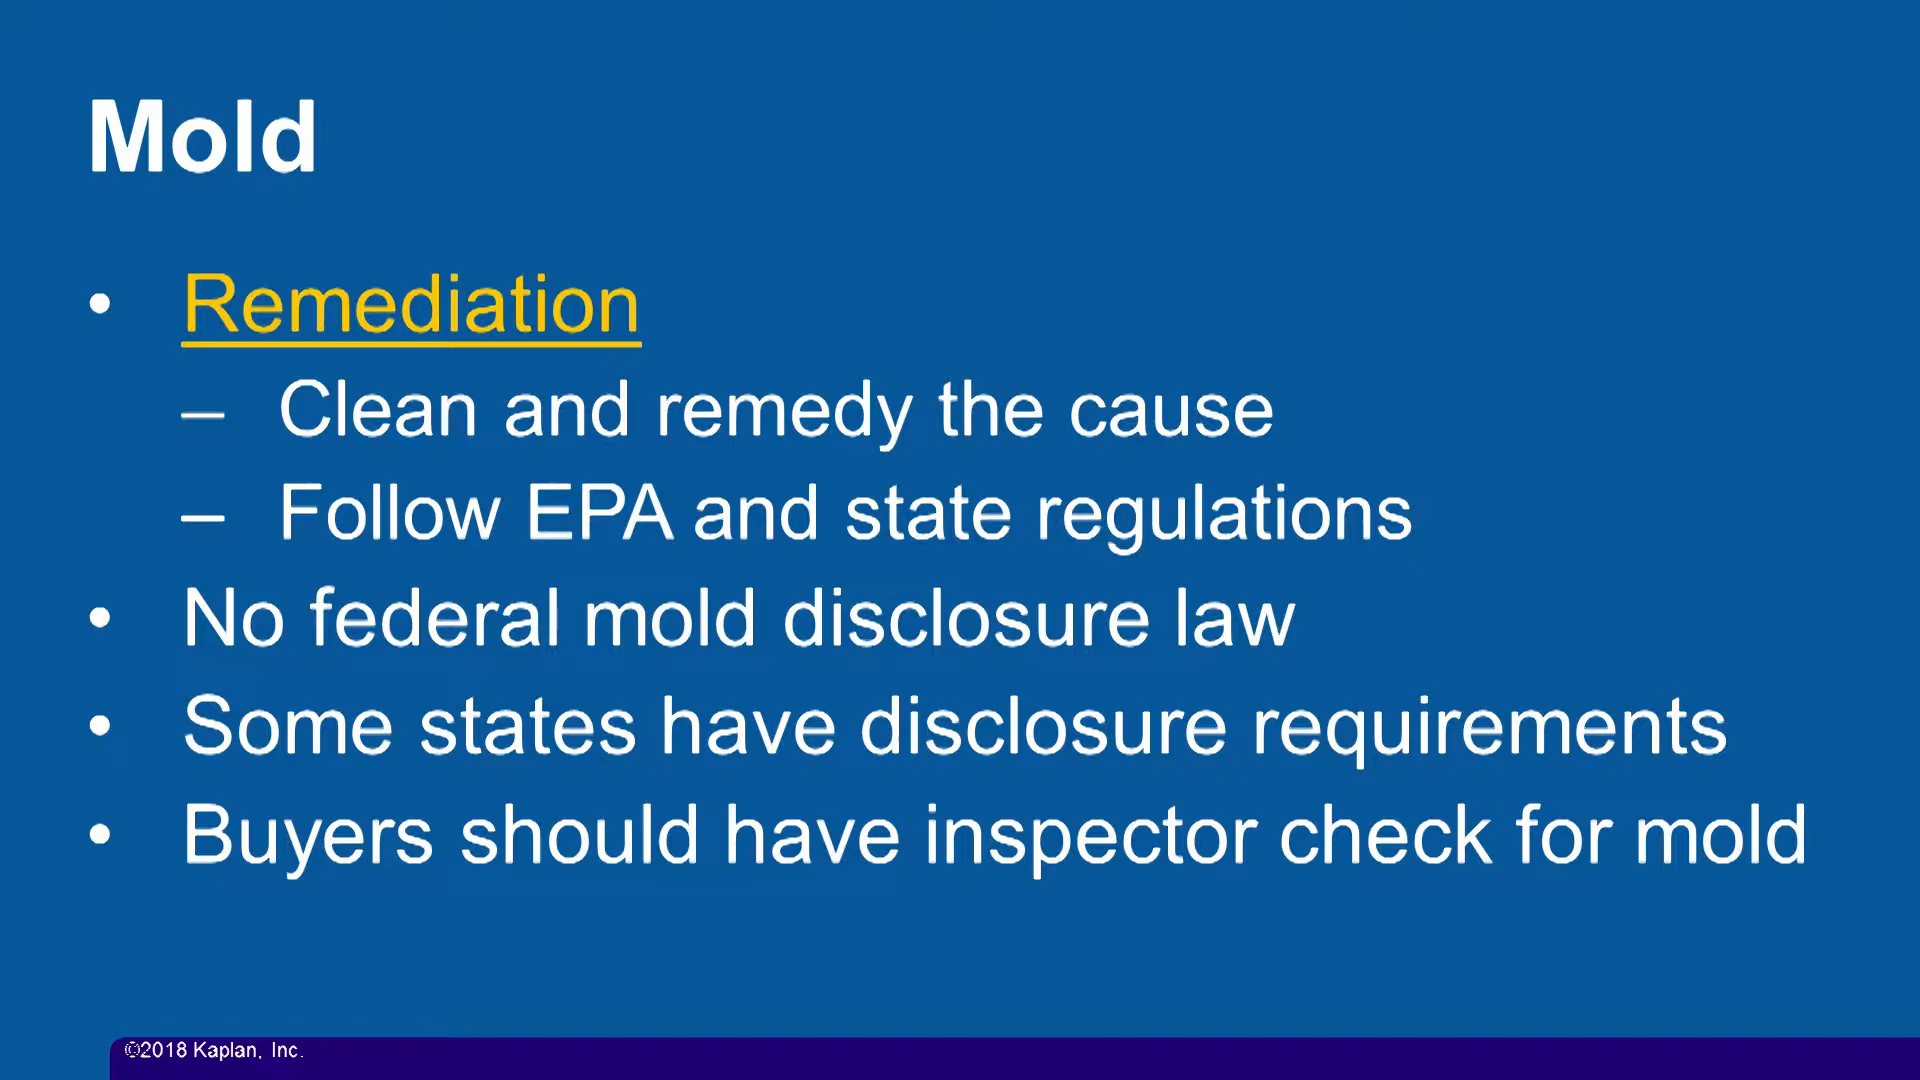 Mold
• Remediation
– Clean and remedy the cause
– Follow EPA and state regulations
• No federal mold disclosure law
• Some states have disclosure requirements
• Buyers should have inspector check for mold
©2018 Kaplan, Inc.